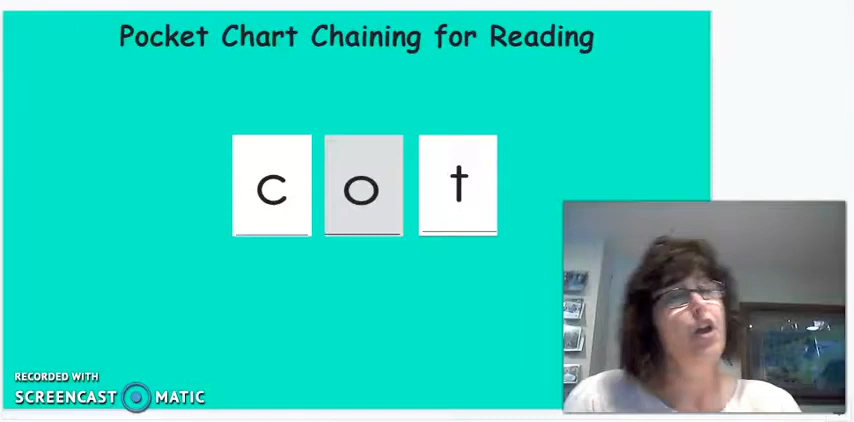 Pocket Chart Chaining for Reading
c o t
RECORDED WITH
SCREENCAST MATIC